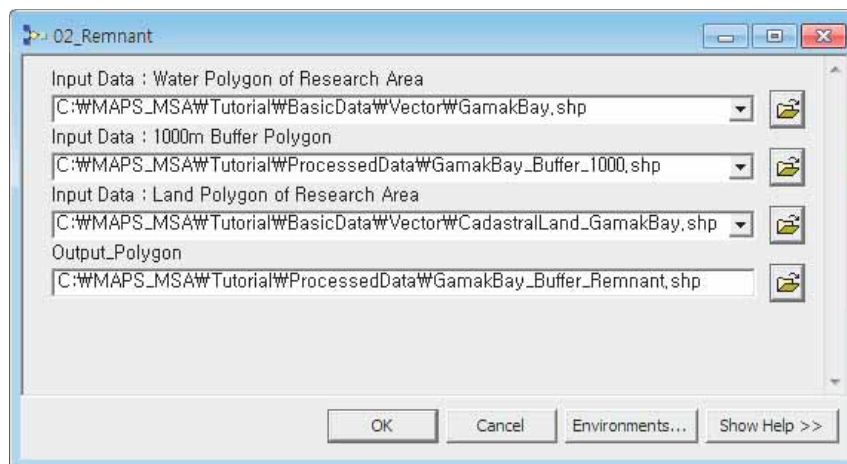 02_Remnant
Input Data : Water Polygon of Research Area
C:₩MAPS_MSA₩Tutorial₩BasicData₩Vector₩GamakBay.shp
Input Data : 1000m Buffer Polygon
C:₩MAPS_MSA₩Tutorial₩ProcessedData₩GamakBay_Buffer_1000.shp
Input Data : Land Polygon of Research Area
C:₩MAPS_MSA₩Tutorial₩BasicData₩Vector₩CadastralLand_GamakBay.shp
Output_Polygon
C:₩MAPS_MSA₩Tutorial₩ProcessedData₩GamakBay_Buffer_Remnant.shp
OK Cancel Environments... Show Help >>